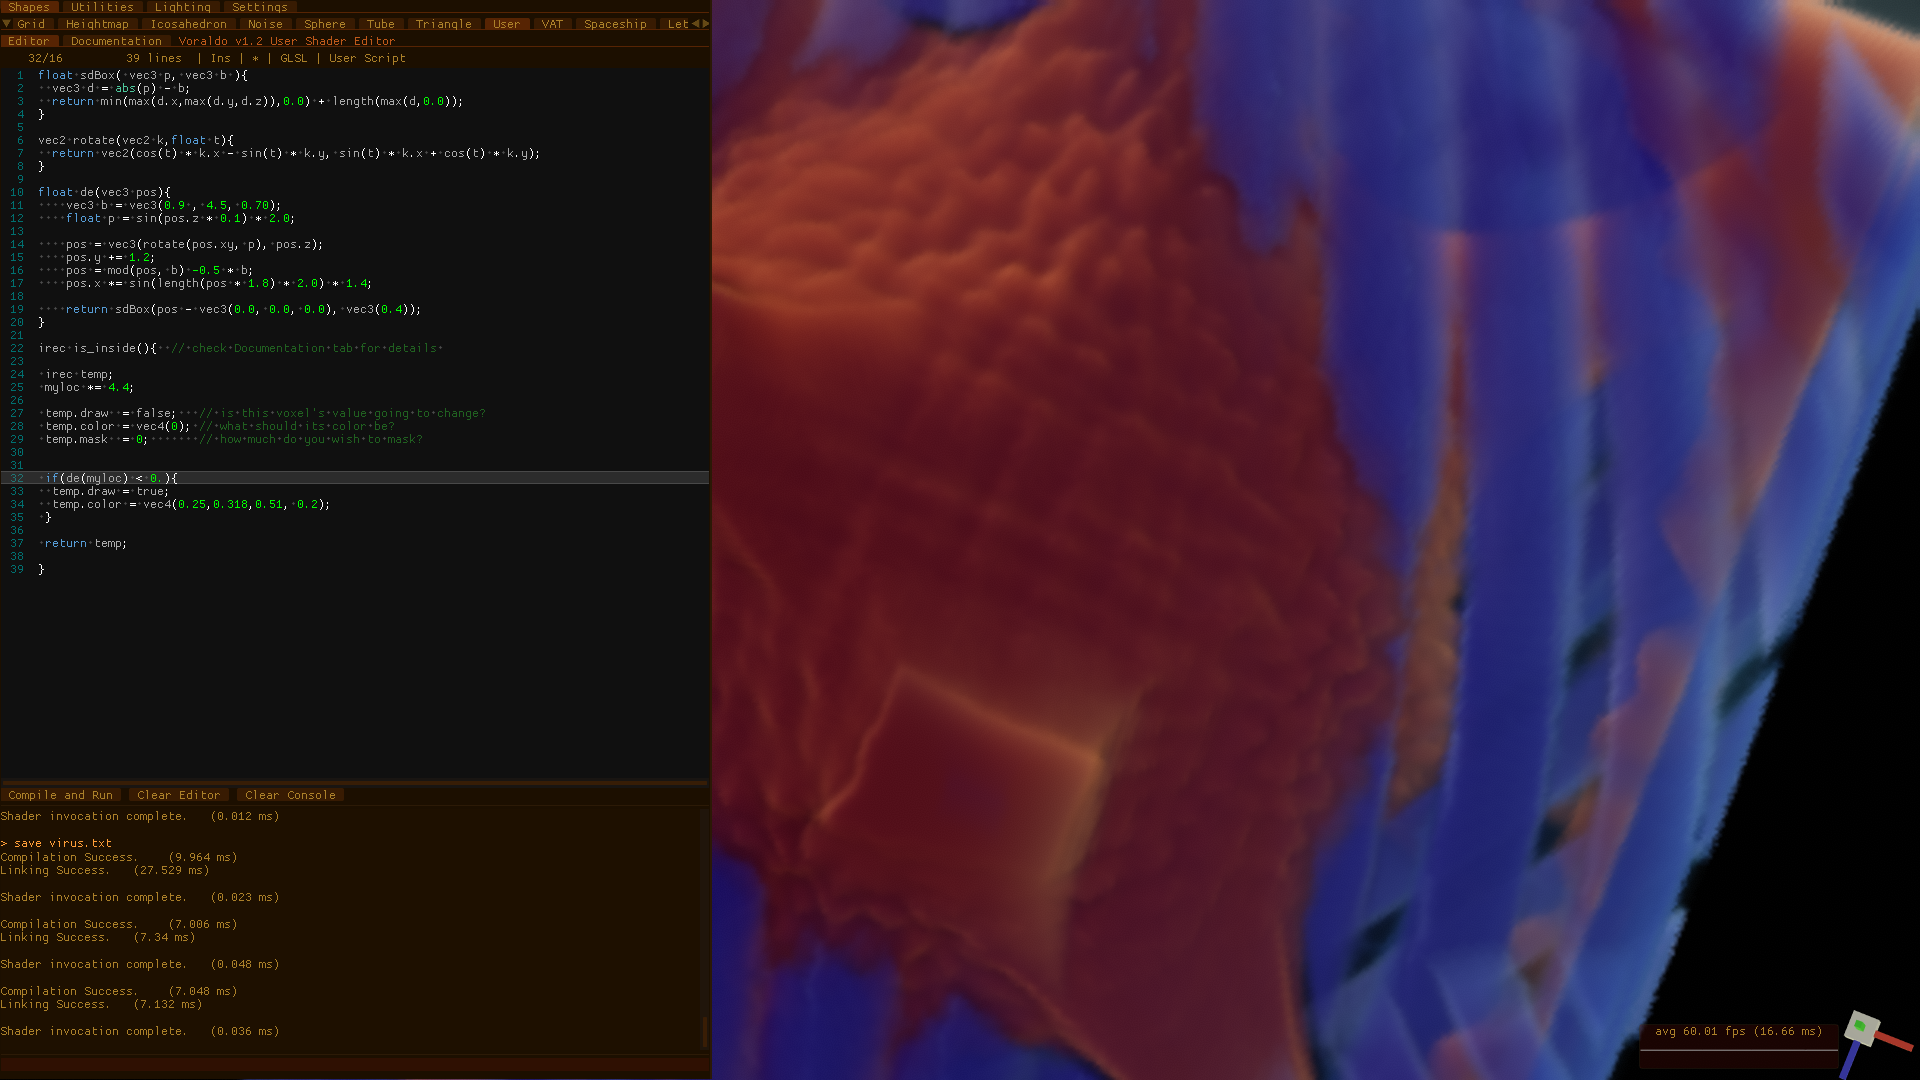 Shapes Utilities Lighting Settings
Grid Heightmap Icosahedron Noise Sphere Tube Triangle User VAT Spaceship Let
Editor Documentation Voraldo v1.2 User Shader Editor
32/16 39 lines | Ins | * | GLSL | User Script
1 float sdBox( vec3 p, vec3 b ){
2 vec3 d = abs(p) - b;
3 return min(max(d.x,max(d.y,d.z)),0.0) + length(max(d,0.0));
4 }
5
6 vec2 rotate(vec2 k,float t){
7 return vec2(cos(t) * k.x - sin(t) * k.y, sin(t) * k.x + cos(t) * k.y);
8 }
9
10 float de(vec3 pos){
11 vec3 b = vec3(0.9 , 4.5, 0.70);
12 float p = sin(pos.z * 0.1) * 2.0;
13
14 pos = vec3(rotate(pos.xy, p), pos.z);
15 pos.y += 1.2;
16 pos = mod(pos, b) -0.5 * b;
17 pos.x *= sin(length(pos * 1.8) * 2.0) * 1.4;
18
19 return sdBox(pos - vec3(0.0, 0.0, 0.0), vec3(0.4));
20 }
21
22 irec is_inside(){ // check Documentation tab for details
23
24 irec temp;
25 myloc *= 4.4;
26
27 temp.draw = false; // is this voxel's value going to change?
28 temp.color = vec4(0); // what should its color be?
29 temp.mask = 0; // how much do you wish to mask?
30
31
32 if(de(myloc) < 0.){
33 temp.draw = true;
34 temp.color = vec4(0.25,0.318,0.51, 0.2);
35 }
36
37 return temp;
38
39 }
Compile and Run Clear Editor Clear Console
Shader invocation complete. (0.012 ms)
> save virus.txt
Compilation Success. (9.964 ms)
Linking Success. (27.529 ms)
Shader invocation complete. (0.023 ms)
Compilation Success. (7.006 ms)
Linking Success. (7.34 ms)
Shader invocation complete. (0.048 ms)
Compilation Success. (7.048 ms)
Linking Success. (7.132 ms)
Shader invocation complete. (0.036 ms)
avg 60.01 fps (16.66 ms)